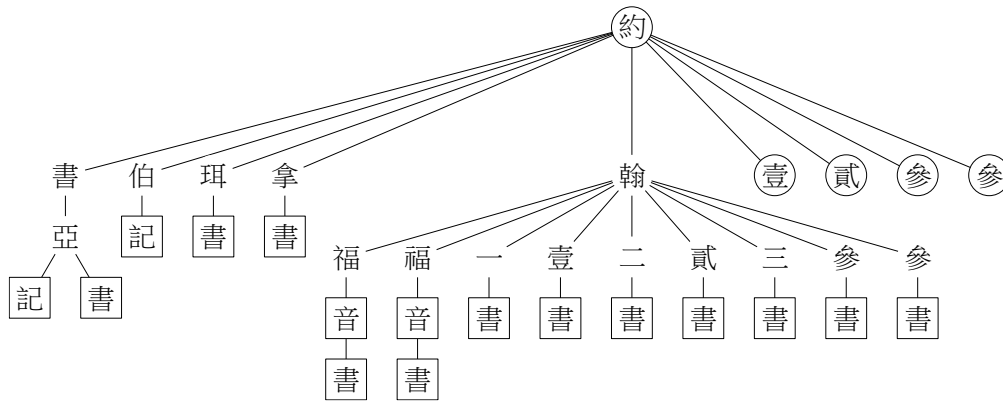 約
書 伯 珥 拿 翰 壹 貳 參 參
亞 記 書 書
福 福 一 壹 二 貳 三 參 參
記 書
音 音 書 書 書 書 書 書 書
書 書